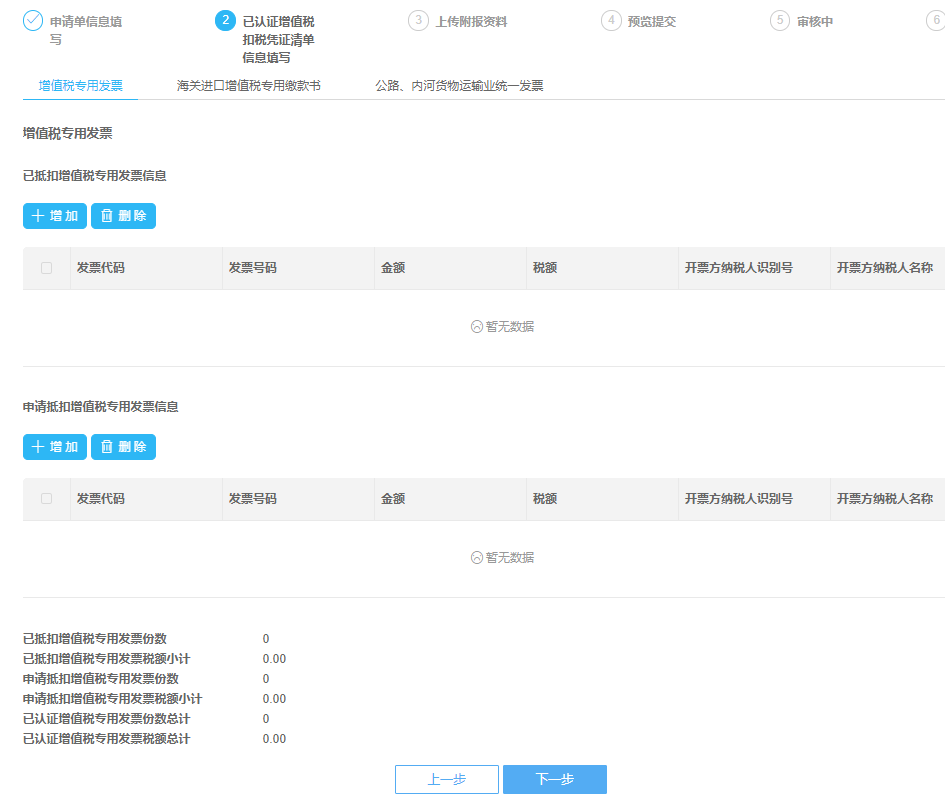 申请单信息填
写
2 已认证增值税
扣税凭证清单
信息填写
3 上传附报资料
4 预览提交
5 审核中
6
增值税专用发票 海关进口增值税专用缴款书 公路、内河货物运输业统一发票
增值税专用发票
已抵扣增值税专用发票信息
增加 删除
发票代码 发票号码 金额 税额 开票方纳税人识别号 开票方纳税人名称
暂无数据
申请抵扣增值税专用发票信息
增加 删除
发票代码 发票号码 金额 税额 开票方纳税人识别号 开票方纳税人名称
暂无数据
已抵扣增值税专用发票份数 0
已抵扣增值税专用发票税额小计 0.00
申请抵扣增值税专用发票份数 0
申请抵扣增值税专用发票税额小计 0.00
已认证增值税专用发票份数总计 0
已认证增值税专用发票税额总计 0.00
上一步 下一步